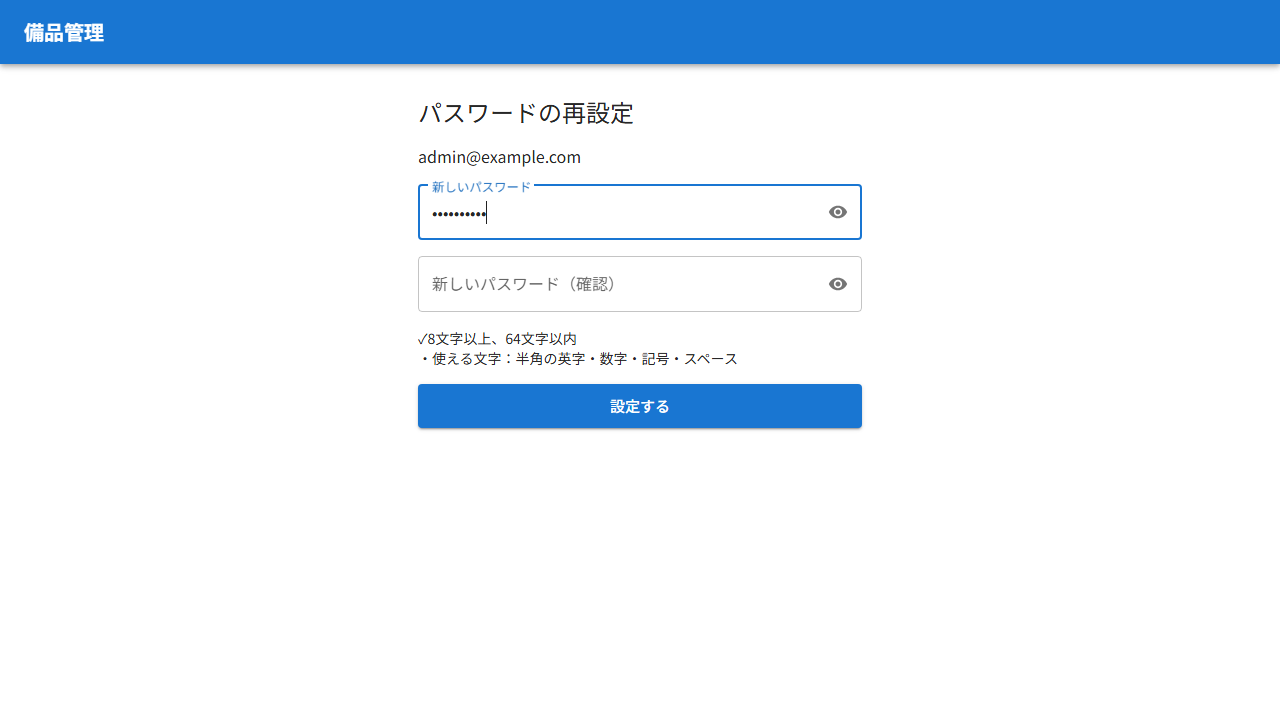 備品管理
パスワードの再設定
admin@example.com
新しいパスワード
••••••••••
新しいパスワード（確認）
✓8文字以上、64文字以内
・使える文字：半角の英字・数字・記号・スペース
設定する